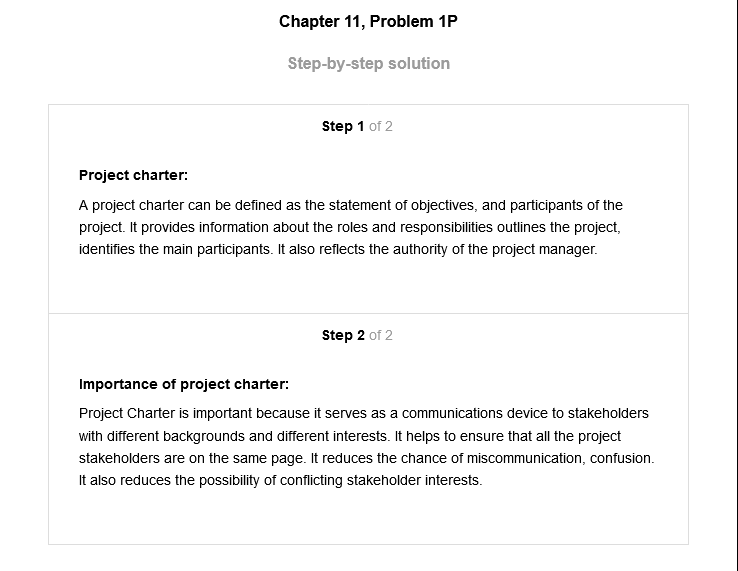 Chapter 11, Problem 1P
Step-by-step solution
Step 1 of 2
Project charter:
A project charter can be defined as the statement of objectives, and participants of the
project. It provides information about the roles and responsibilities outlines the project,
identifies the main participants. It also reflects the authority of the project manager.
Step 2 of 2
Importance of project charter:
Project Charter is important because it serves as a communications device to stakeholders
with different backgrounds and different interests. It helps to ensure that all the project
stakeholders are on the same page. It reduces the chance of miscommunication, confusion.
It also reduces the possibility of conflicting stakeholder interests.